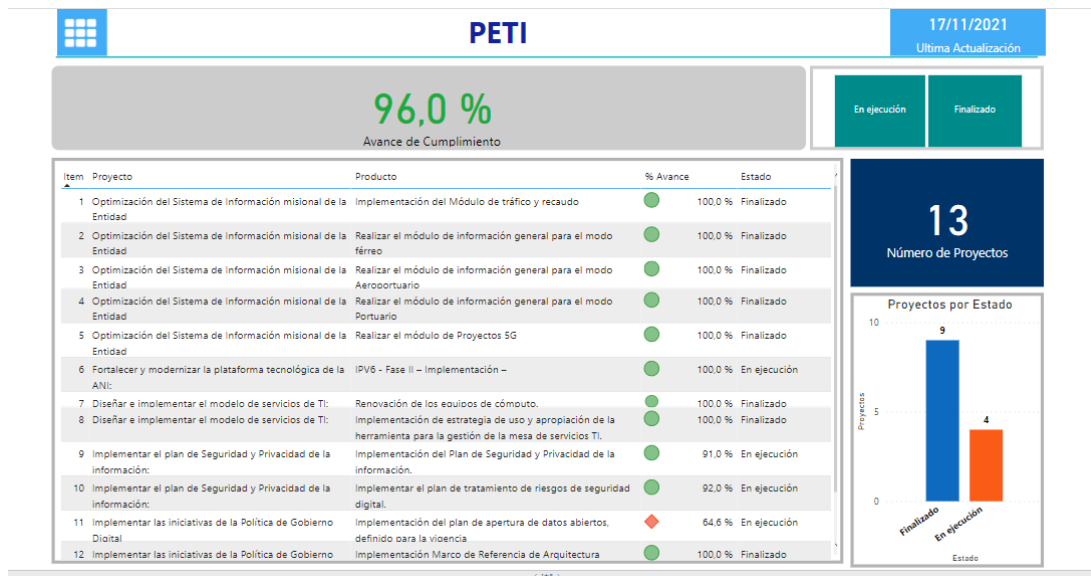 PETI
17/11/2021
Ultima Actualización
96,0 %
Avance de Cumplimiento
En ejecución
Finalizado
Item Proyecto Producto % Avance Estado
1 Optimización del Sistema de Información misional de la Implementación del Módulo de tráfico y recaudo 100,0 % Finalizado
Entidad
2 Optimización del Sistema de Información misional de la Realizar el módulo de información general para el modo 100,0 % Finalizado
Entidad férreo
3 Optimización del Sistema de Información misional de la Realizar el módulo de información general para el modo 100,0 % Finalizado
Entidad Aeroportuario
4 Optimización del Sistema de Información misional de la Realizar el módulo de información general para el modo 100,0 % Finalizado
Entidad Portuario
5 Optimización del Sistema de Información misional de la Realizar el módulo de Proyectos 5G 100,0 % Finalizado
Entidad
6 Fortalecer y modernizar la plataforma tecnológica de la IPV6 - Fase II – Implementación – 100,0 % En ejecución
ANI:
7 Diseñar e implementar el modelo de servicios de TI: Renovación de los equipos de cómputo. 100,0 % Finalizado
8 Diseñar e implementar el modelo de servicios de TI: Implementación de estrategia de uso y apropiación de la 100,0 % Finalizado
herramienta para la gestión de la mesa de servicios TI.
9 Implementar el plan de Seguridad y Privacidad de la Implementación del Plan de Seguridad y Privacidad de la 91,0 % En ejecución
información: información.
10 Implementar el plan de Seguridad y Privacidad de la Implementar el plan de tratamiento de riesgos de seguridad 92,0 % En ejecución
información: digital.
11 Implementar las iniciativas de la Política de Gobierno Implementación del plan de apertura de datos abiertos, 64,6 % En ejecución
Digital definido para la vigencia
12 Implementar las iniciativas de la Política de Gobierno Implementación Marco de Referencia de Arquitectura 100,0 % Finalizado
13
Número de Proyectos
Proyectos por Estado
10
9
5
4
0
Proyectos
Finalizado
En ejecución
Estado